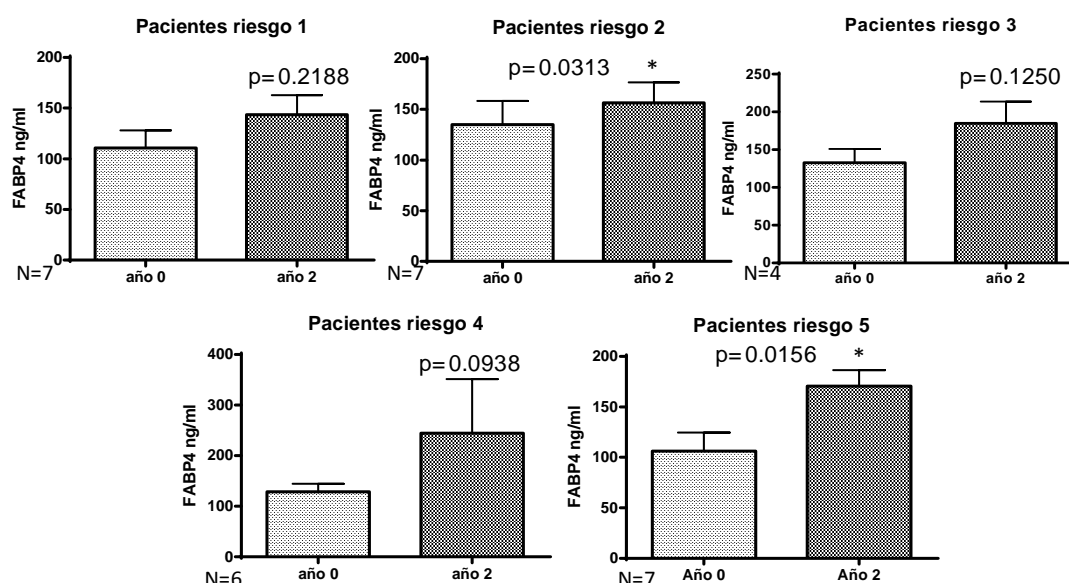 Pacientes riesgo 1
p=0.2188
FABP4 ng/ml
200
150
100
50
0
año 0
año 2
N=7
Pacientes riesgo 2
p=0.0313 *
FABP4 ng/ml
200
150
100
50
0
año 0
año 2
N=7
Pacientes riesgo 3
p=0.1250
FABP4 ng/ml
250
200
150
100
50
0
año 0
año 2
N=4
Pacientes riesgo 4
p=0.0938
FABP4 ng/ml
400
300
200
100
0
año 0
año 2
N=6
Pacientes riesgo 5
p=0.0156 *
FABP4 ng/ml
200
150
100
50
0
Año 0
Año 2
N=7